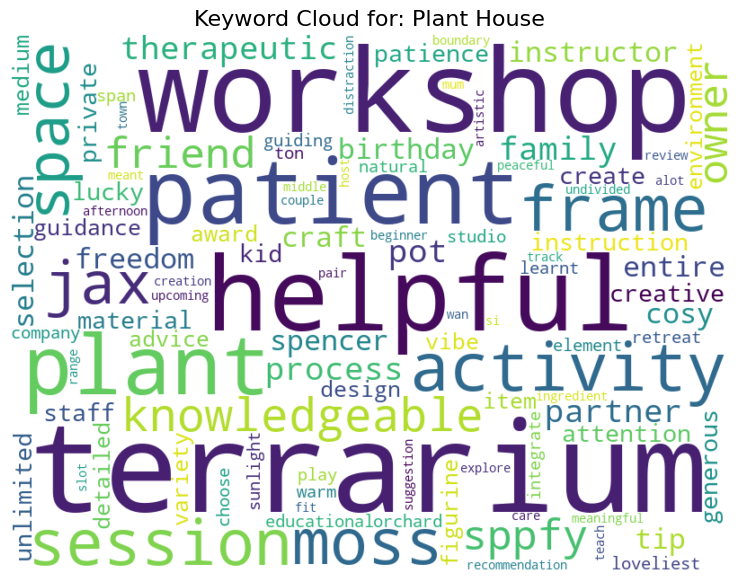 Keyword Cloud for: Plant House
medium
space
private
span
town
therapeutic
workshop
distraction
patience
boundary
mum
artistic
instructor
environment
owner
friend
lucky
guidance
afternoon
meant
ton
guiding
middle
couple
host
birthday
natural
peaceful
family
create
undivided
review
alot
patient
frame
selection
freedom
jax
creation
upcoming
material
award
kid
craft
helpful
pair
pot
beginner
studio
track
learnt
wan
si
instruction
entire
creative
cosy
company
range
plant
advice
spencer
process
design
vibe
activity
element
retreat
ingredient
item
partner
staff
knowledgeable
attention
generous
unlimited
slot
detailed
variety
choose
sunlight
terrarium
play
warm
fit
suggestion
explore
integrate
care
meaningful
teach
educationalorchard
session
moss
figurine
sppfy
recommendation
tip
loveliest